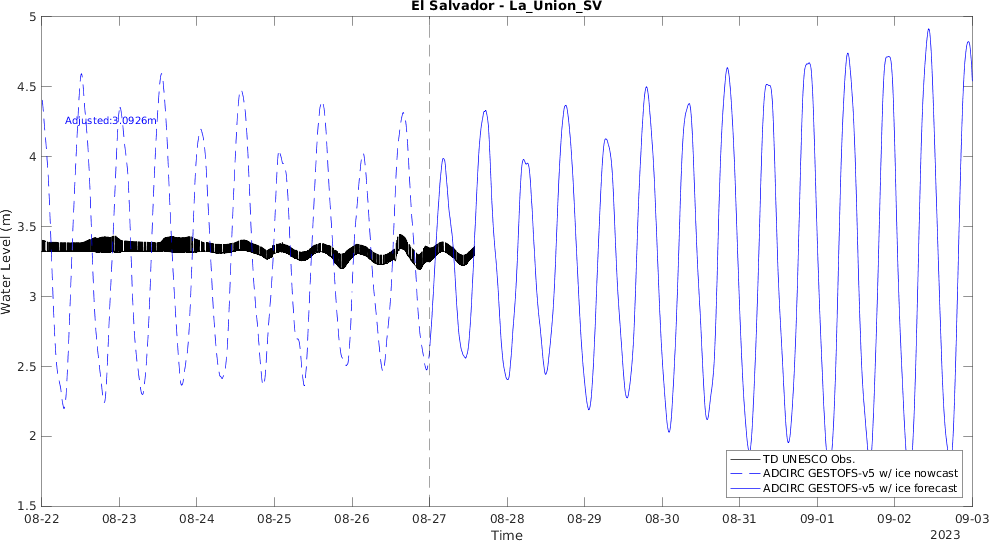 El Salvador - La_Union_SV
5
4.5
Adjusted:3.0926m
4
3.5
3
2.5
2
1.5
Water Level (m)
TD UNESCO Obs.
ADCIRC GESTOFS-v5 w/ ice nowcast
ADCIRC GESTOFS-v5 w/ ice forecast
08-22 08-23 08-24 08-25 08-26 08-27 08-28 08-29 08-30 08-31 09-01 09-02 09-03
Time
2023